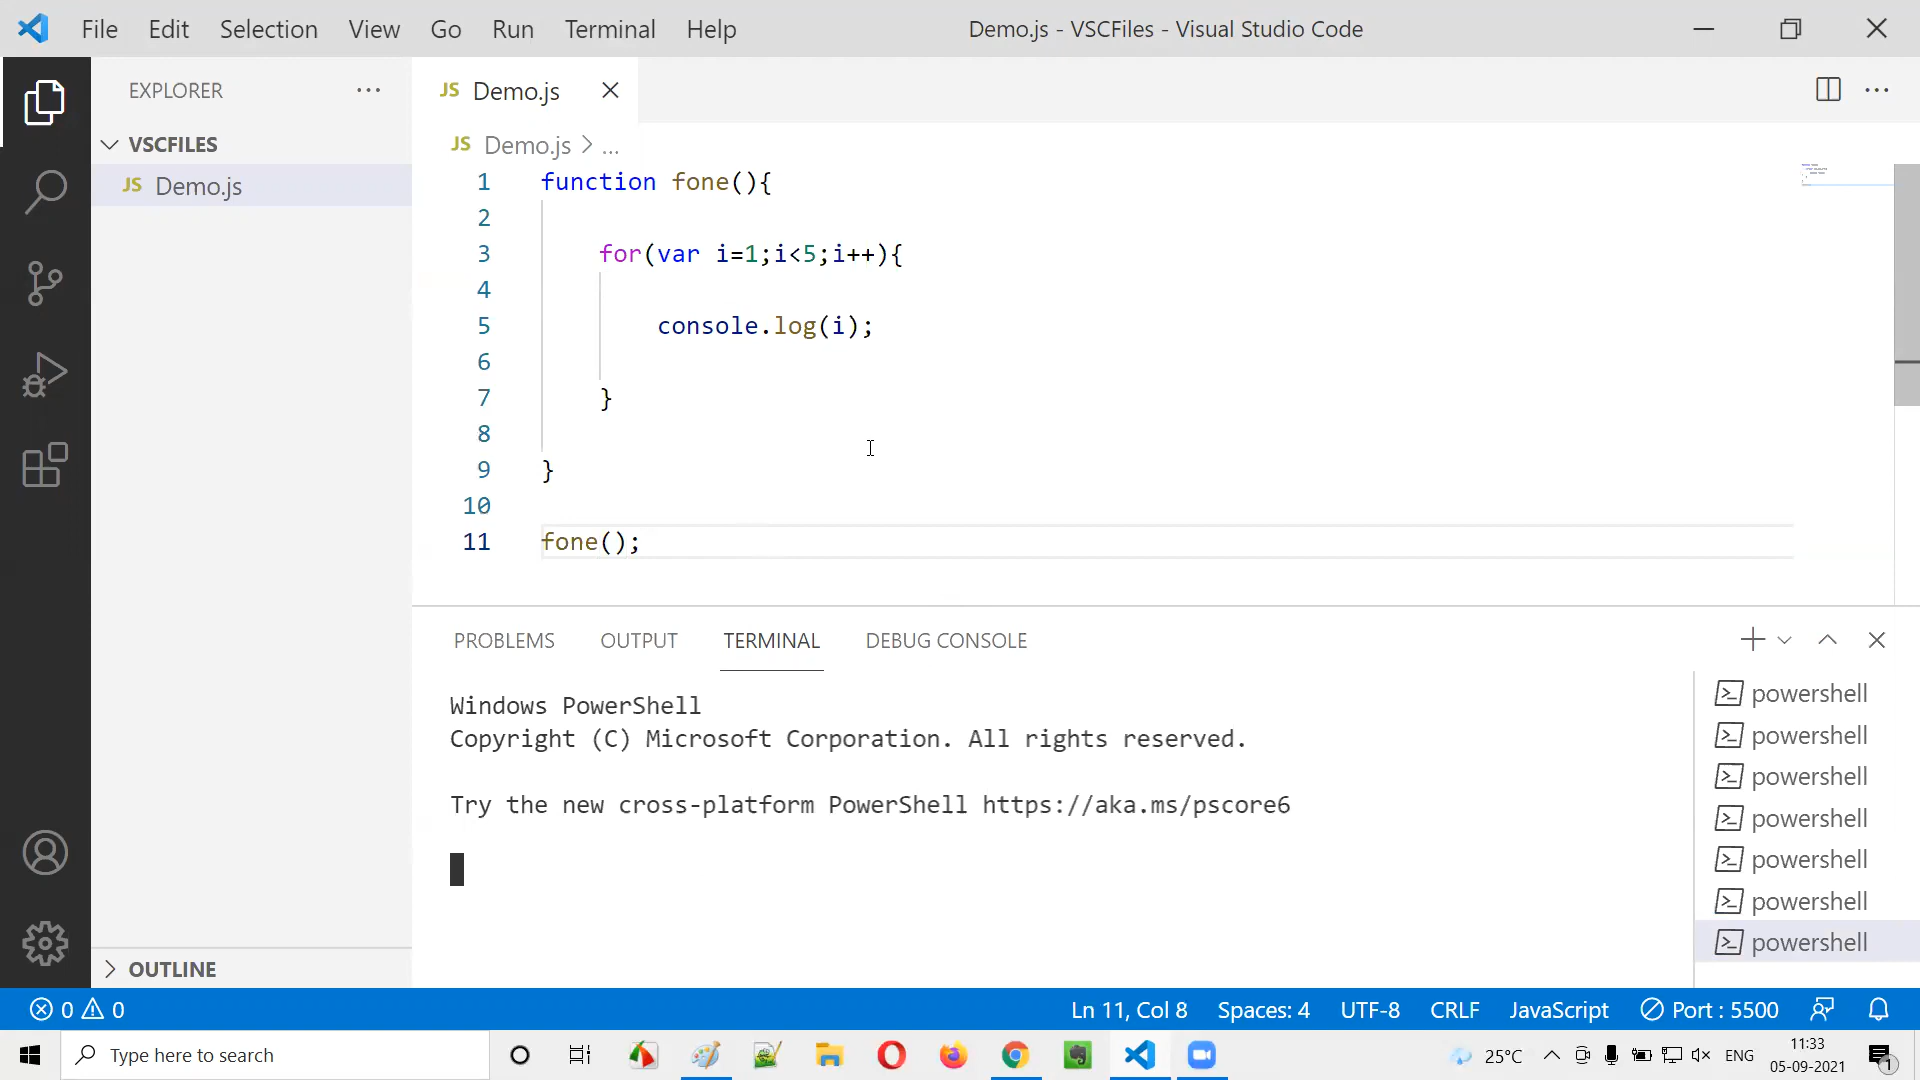 File Edit Selection View Go Run Terminal Help
Demo.js - VSCFiles - Visual Studio Code
EXPLORER
VSCFILES
JS Demo.js
JS Demo.js
JS Demo.js > ...
1 function fone(){
2
3 for(var i=1;i<5;i++){
4
5 console.log(i);
6
7 }
8
9 }
10
11 fone();
PROBLEMS OUTPUT TERMINAL DEBUG CONSOLE
Windows PowerShell
Copyright (C) Microsoft Corporation. All rights reserved.
Try the new cross-platform PowerShell https://aka.ms/pscore6
powershell
powershell
powershell
powershell
powershell
powershell
powershell
OUTLINE
0 0
Ln 11, Col 8 Spaces: 4 UTF-8 CRLF JavaScript Port : 5500
Type here to search
25°C ENG
11:33
05-09-2021
1